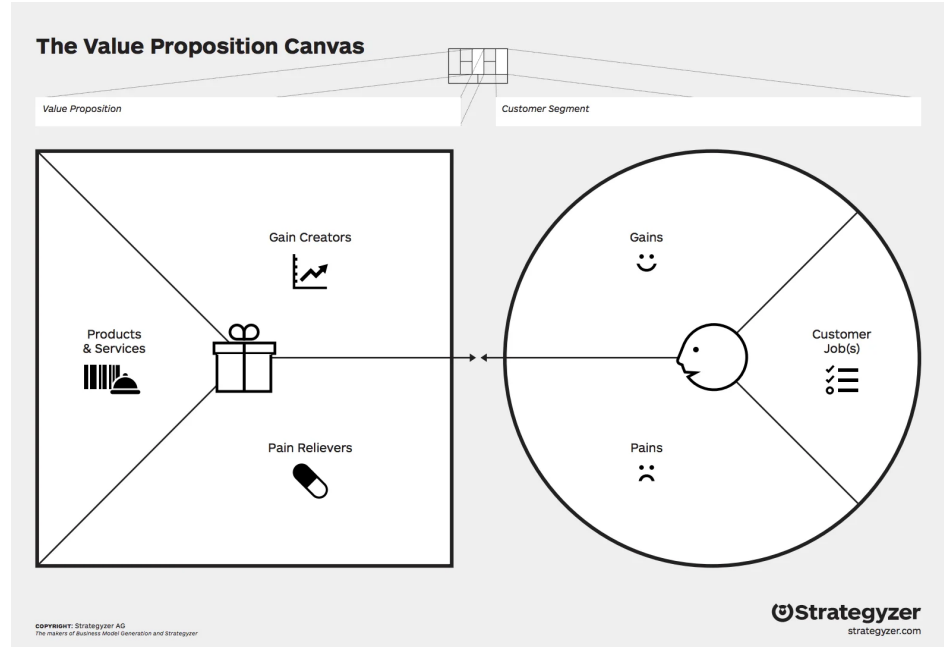 The Value Proposition Canvas
Value Proposition
Customer Segment
Gain Creators
Gains
Products
& Services
Customer
Job(s)
Pain Relievers
Pains
COPYRIGHT: Strategyzer AG
The makers of Business Model Generation and Strategyzer
Strategyzer
strategyzer.com